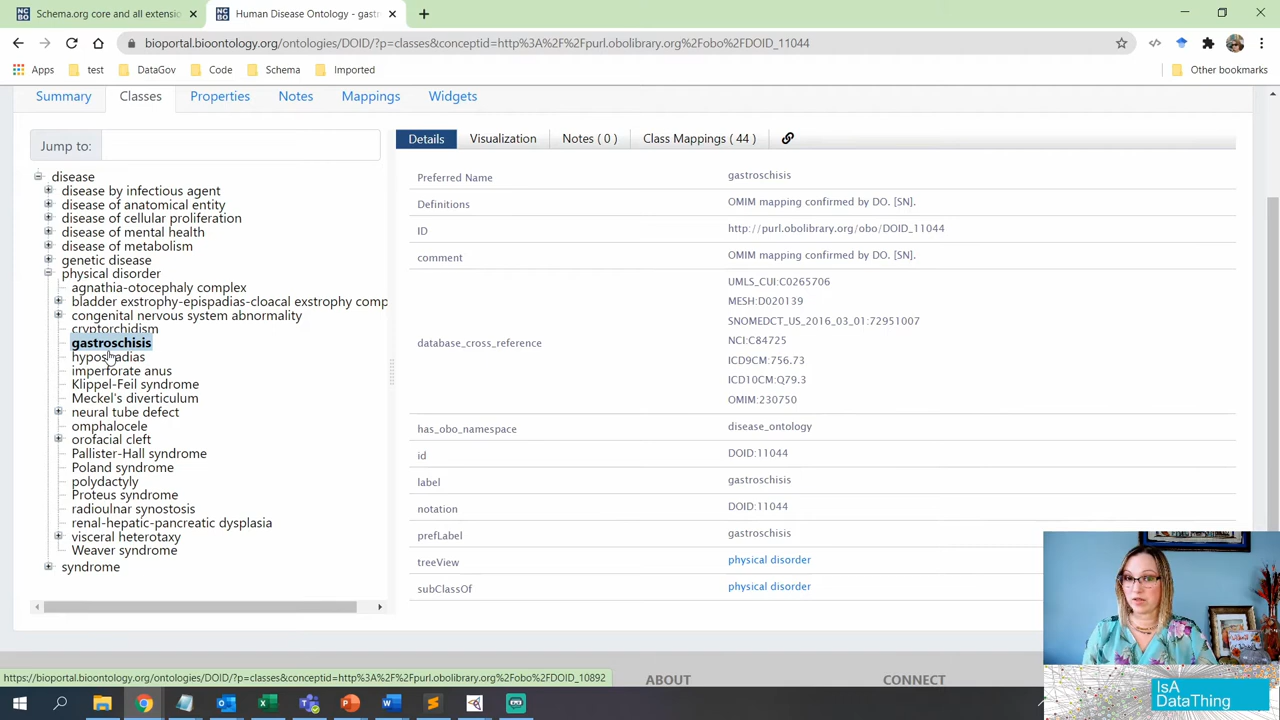 Schema.org core and all extensio
Human Disease Ontology - gastr
bioportal.bioontology.org/ontologies/DOID/?p=classes&conceptid=http%3A%2F%2Fpurl.obolibrary.org%2Fobo%2FDOID_11044
Apps
test
DataGov
Code
Schema
Imported
Other bookmarks
Summary
Classes
Properties
Notes
Mappings
Widgets
Jump to:
disease
disease by infectious agent
disease of anatomical entity
disease of cellular proliferation
disease of mental health
disease of metabolism
genetic disease
physical disorder
agnathia-otocephaly complex
bladder exstrophy-epispadias-cloacal exstrophy comp
congenital nervous system abnormality
cryptorchidism
gastroschisis
hypospadias
imperforate anus
Klippel-Feil syndrome
Meckel's diverticulum
neural tube defect
omphalocele
orofacial cleft
Pallister-Hall syndrome
Poland syndrome
polydactyly
Proteus syndrome
radioulnar synostosis
renal-hepatic-pancreatic dysplasia
visceral heterotaxy
Weaver syndrome
syndrome
Details
Visualization
Notes ( 0 )
Class Mappings ( 44 )
Preferred Name
gastroschisis
Definitions
OMIM mapping confirmed by DO. [SN].
ID
http://purl.obolibrary.org/obo/DOID_11044
comment
OMIM mapping confirmed by DO. [SN].
database_cross_reference
UMLS_CUI:C0265706
MESH:D020139
SNOMEDCT_US_2016_03_01:72951007
NCI:C84725
ICD9CM:756.73
ICD10CM:Q79.3
OMIM:230750
has_obo_namespace
disease_ontology
id
DOID:11044
label
gastroschisis
notation
DOID:11044
prefLabel
gastroschisis
treeView
physical disorder
subClassOf
physical disorder
https://bioportal.bioontology.org/ontologies/DOID/?p=classes&conceptid=http%3A%2F%2Fpurl.obolibrary.org%2Fobo%2FDOID_10892
ABOUT
CONNECT
IsA
DataThing